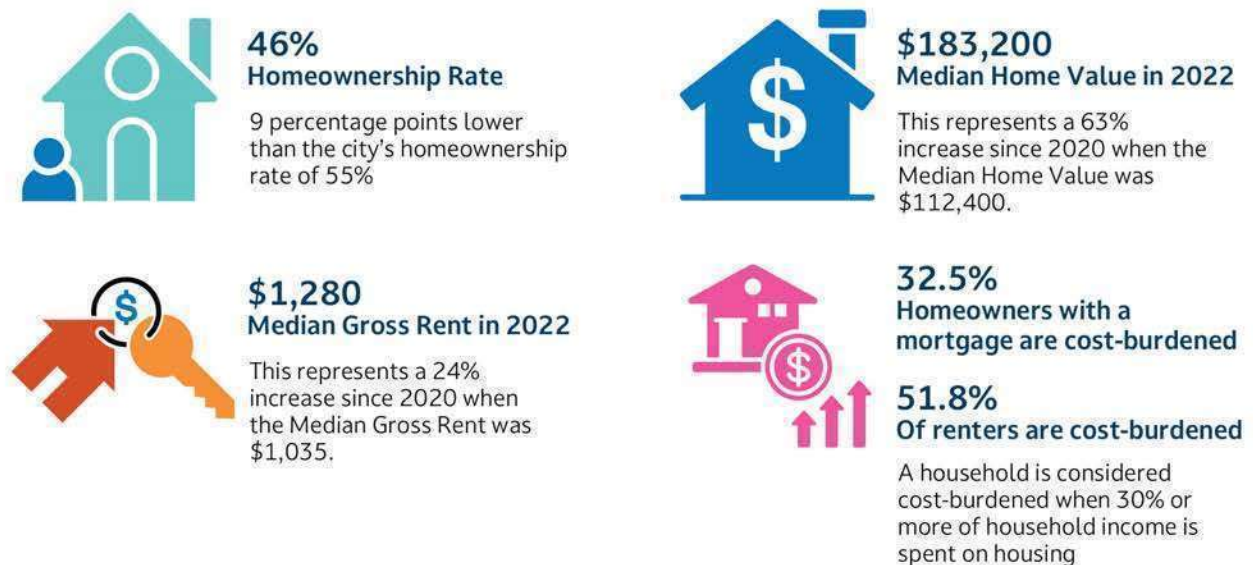 46%
Homeownership Rate
9 percentage points lower
than the city's homeownership
rate of 55%
$183,200
Median Home Value in 2022
This represents a 63%
increase since 2020 when the
Median Home Value was
$112,400.
$
$
$1,280
Median Gross Rent in 2022
This represents a 24%
increase since 2020 when
the Median Gross Rent was
$1,035.
$
32.5%
Homeowners with a
mortgage are cost-burdened
51.8%
Of renters are cost-burdened
A household is considered
cost-burdened when 30% or
more of household income is
spent on housing